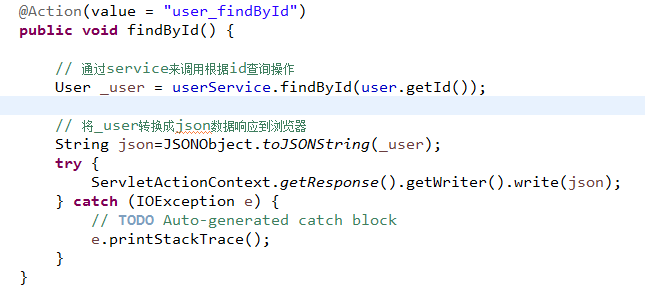 @Action(value = "user_findById")
public void findById() {
// 通过service来调用根据id查询操作
User _user = userService.findById(user.getId());
// 将_user转换成json数据响应到浏览器
String json=JSONObject.toJSONString(_user);
try {
ServletActionContext.getResponse().getWriter().write(json);
} catch (IOException e) {
// TODO Auto-generated catch block
e.printStackTrace();
}
}